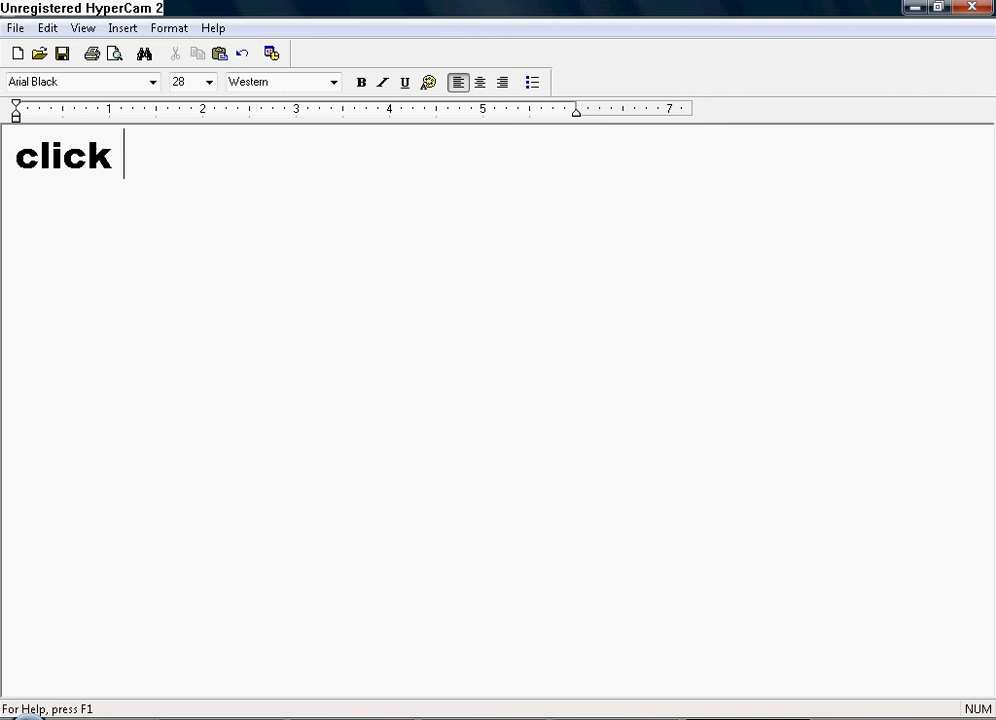 Unregistered HyperCam 2
File Edit View Insert Format Help
Arial Black 28 Western B U
1 2 3 4 5 7
click
For Help, press F1 NUM